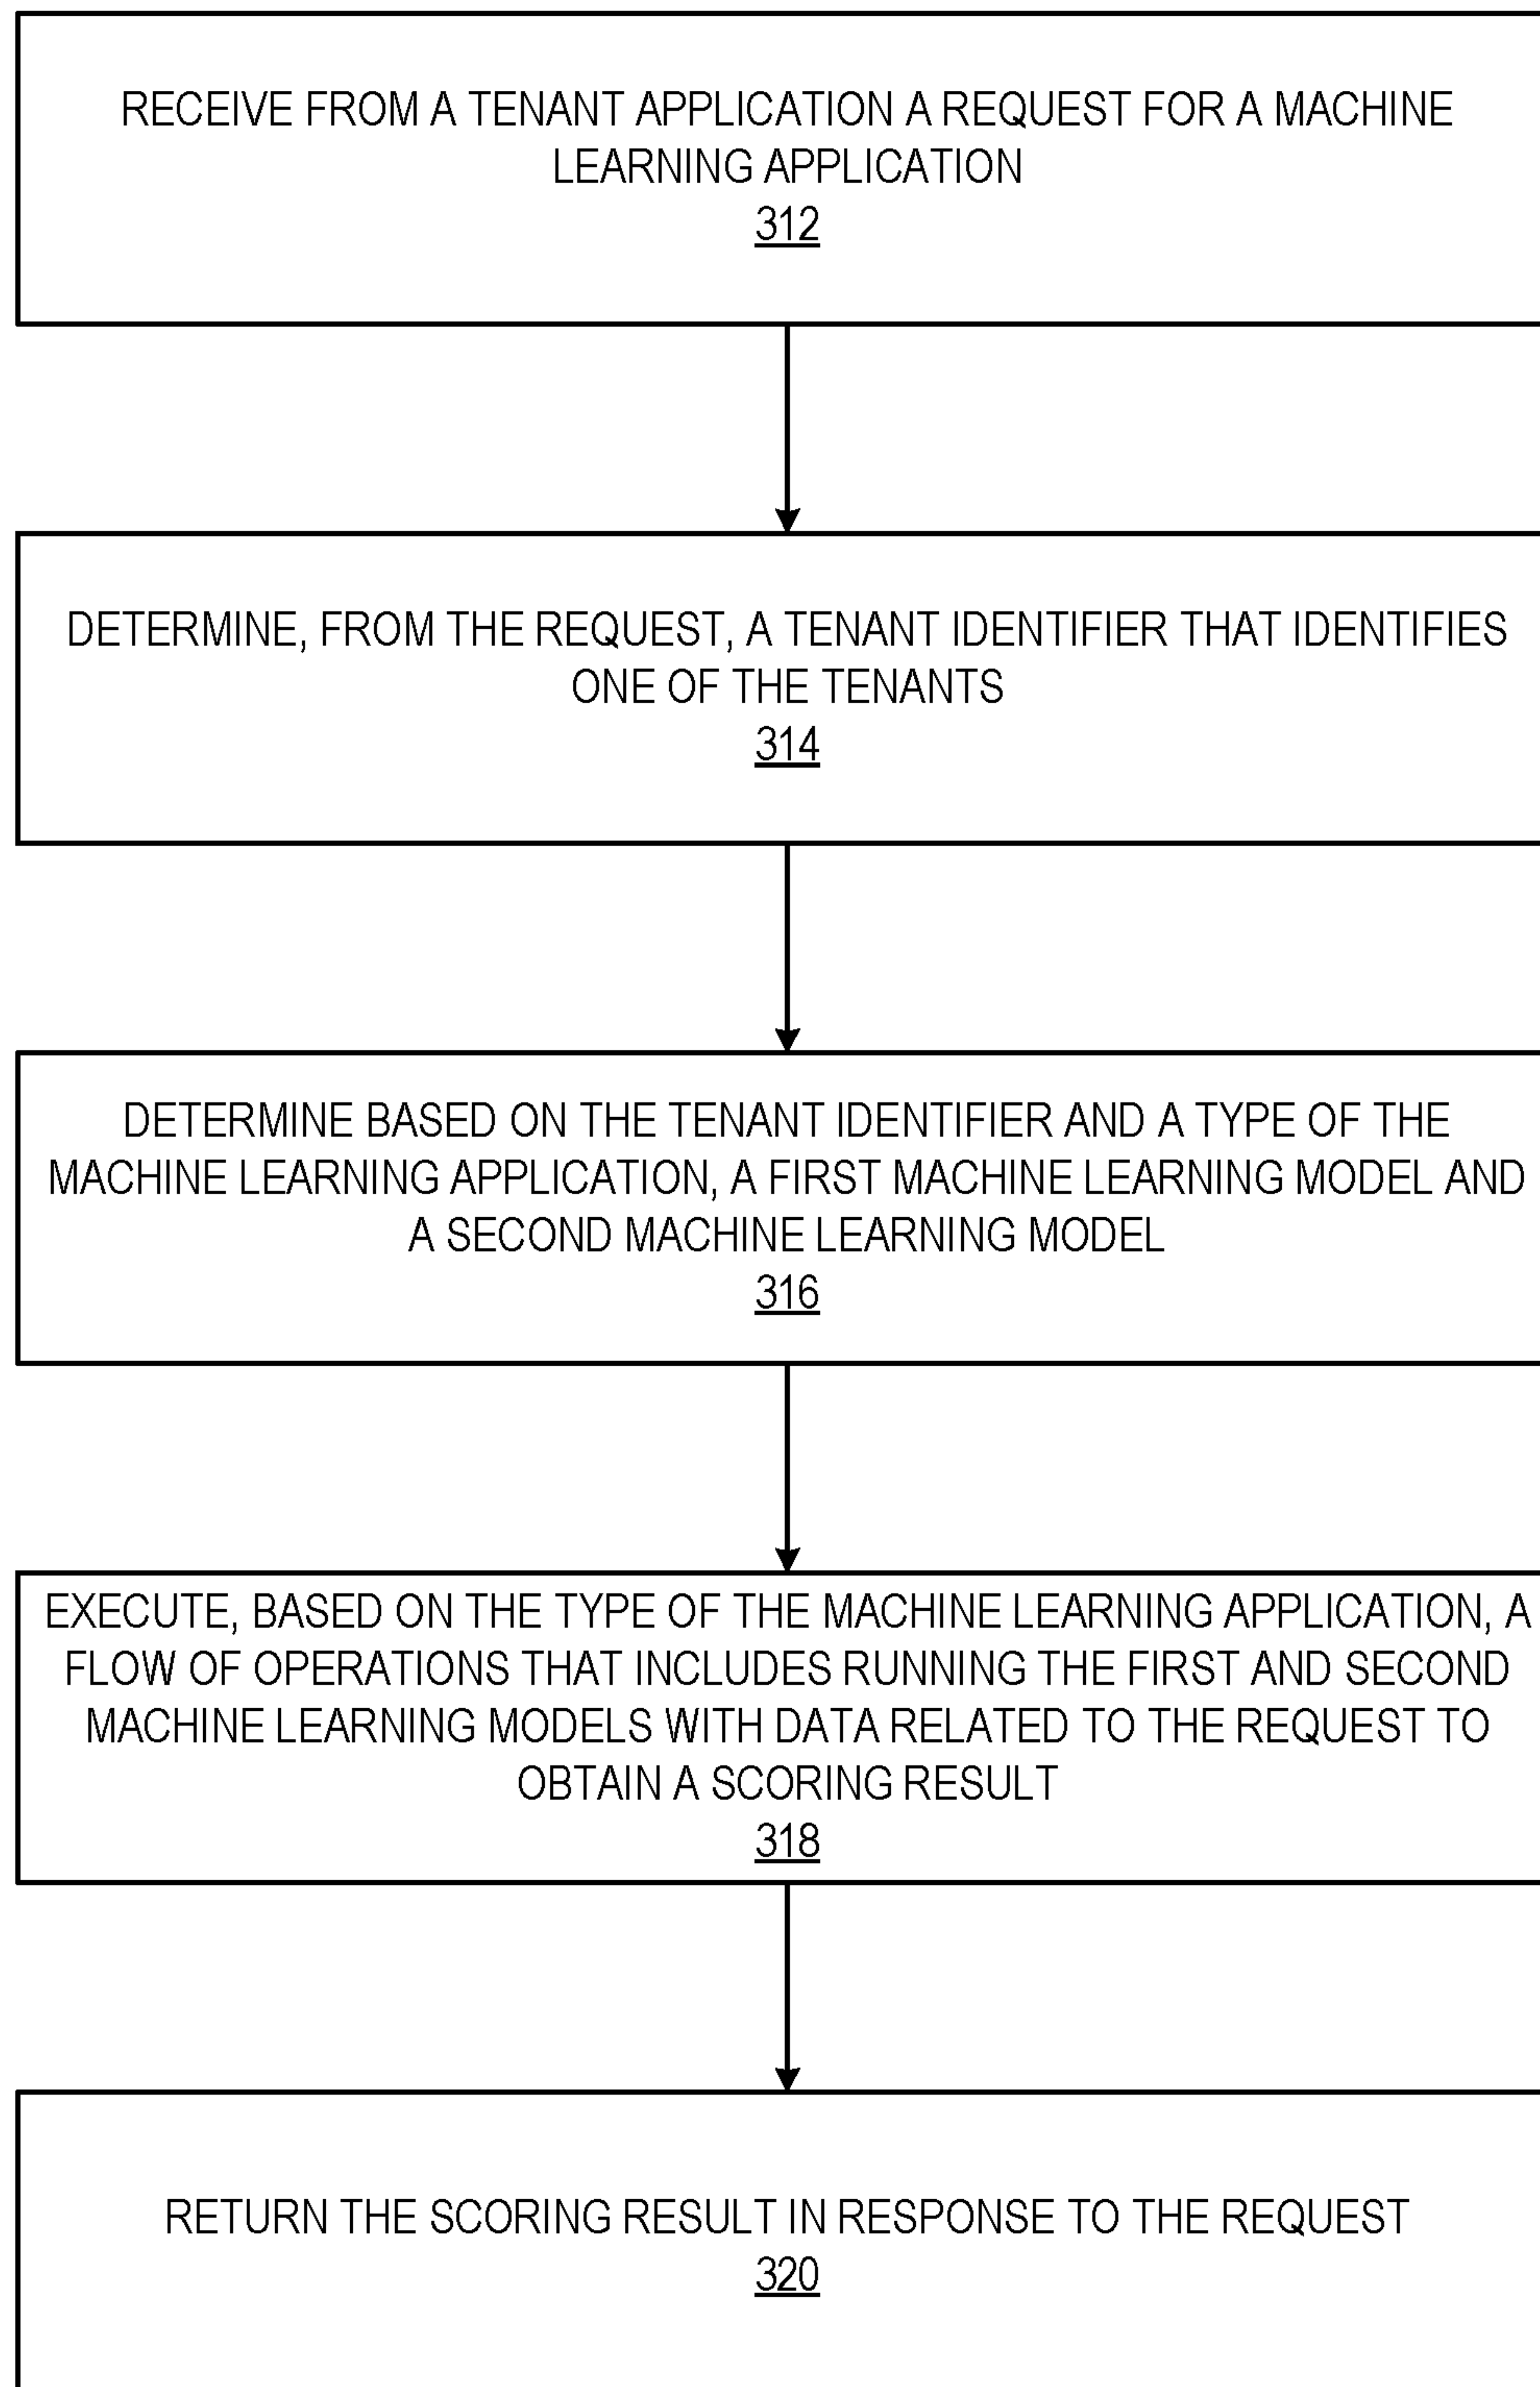 RECEIVE FROM A TENANT APPLICATION A REQUEST FOR A MACHINE
LEARNING APPLICATION
312
DETERMINE, FROM THE REQUEST, A TENANT IDENTIFIER THAT IDENTIFIES
ONE OF THE TENANTS
314
DETERMINE BASED ON THE TENANT IDENTIFIER AND A TYPE OF THE
MACHINE LEARNING APPLICATION, A FIRST MACHINE LEARNING MODEL AND
A SECOND MACHINE LEARNING MODEL
316
EXECUTE, BASED ON THE TYPE OF THE MACHINE LEARNING APPLICATION, A
FLOW OF OPERATIONS THAT INCLUDES RUNNING THE FIRST AND SECOND
MACHINE LEARNING MODELS WITH DATA RELATED TO THE REQUEST TO
OBTAIN A SCORING RESULT
318
RETURN THE SCORING RESULT IN RESPONSE TO THE REQUEST
320